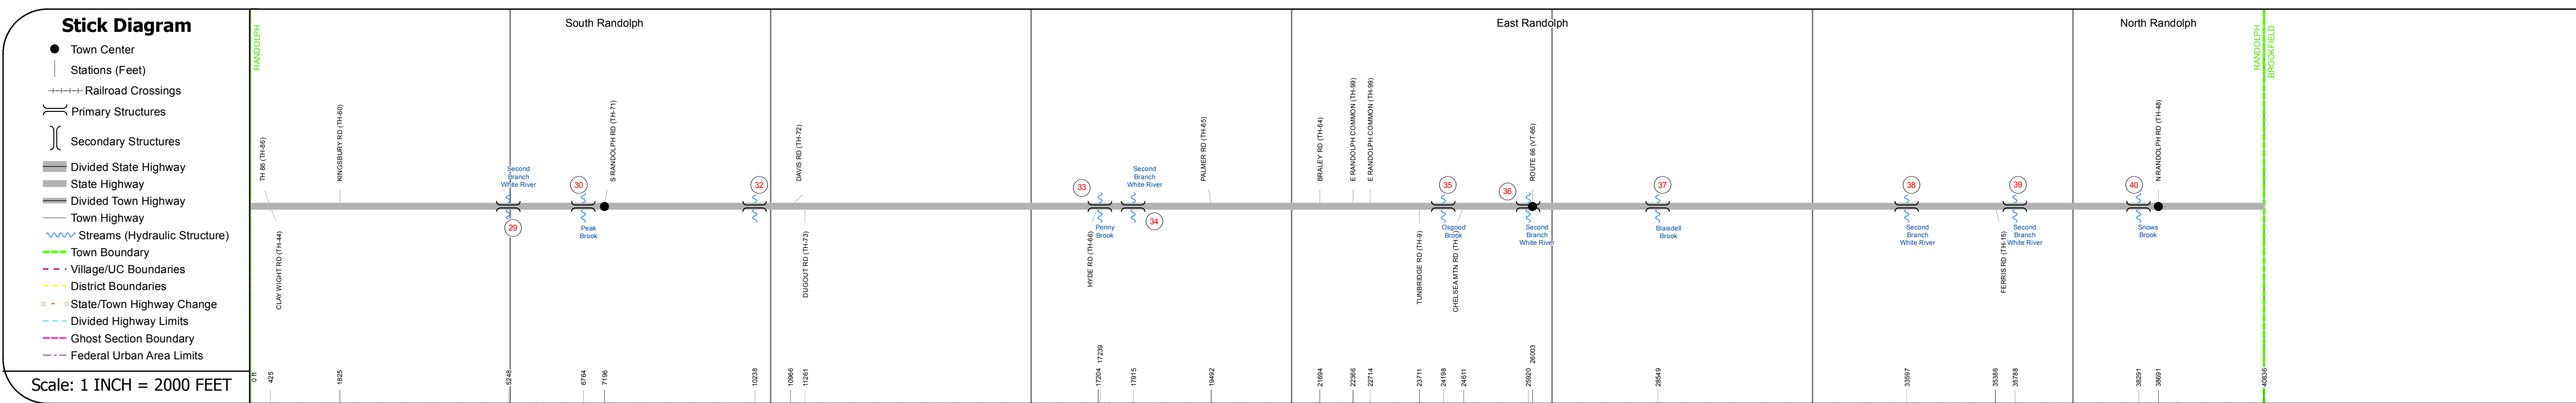 Stick Diagram
Town Center
Stations (Feet)
Railroad Crossings
Primary Structures
Secondary Structures
Divided State Highway
State Highway
Divided Town Highway
Town Highway
Streams (Hydraulic Structure)
Town Boundary
Village/UC Boundaries
District Boundaries
State/Town Highway Change
Divided Highway Limits
Ghost Section Boundary
Federal Urban Area Limits
Scale: 1 INCH = 2000 FEET
South Randolph
East Randolph
North Randolph
RANDOLPH
RANDOLPH
BROOKFIELD
TH 86 (TH-86)
KINGSBURY RD (TH-60)
S RANDOLPH RD (TH-71)
DAVIS RD (TH-72)
PALMER RD (TH-65)
BRALEY RD (TH-64)
E RANDOLPH COMMON (TH-99)
E RANDOLPH COMMON (TH-99)
ROUTE 66 (VT-66)
N RANDOLPH RD (TH-48)
Second
Branch
White River
29
30
Peak
Brook
32
33
Penny
Brook
Second
Branch
White River
34
35
Osgood
Brook
36
Second
Branch
White River
37
Blaisdell
Brook
38
Second
Branch
White River
39
Second
Branch
White River
40
Snows
Brook
CLAY WIGHT RD (TH-44)
DUGOUT RD (TH-73)
HYDE RD (TH-66)
TUNBRIDGE RD (TH-9)
CHELSEA MTN RD
FERRIS RD (TH-15)
0 ft
425
1825
5248
6764
7196
10238
10966
11261
17204
17239
17915
19492
21694
22366
22714
23711
24198
24611
25920
26003
28549
33597
35386
35788
38291
38691
40836